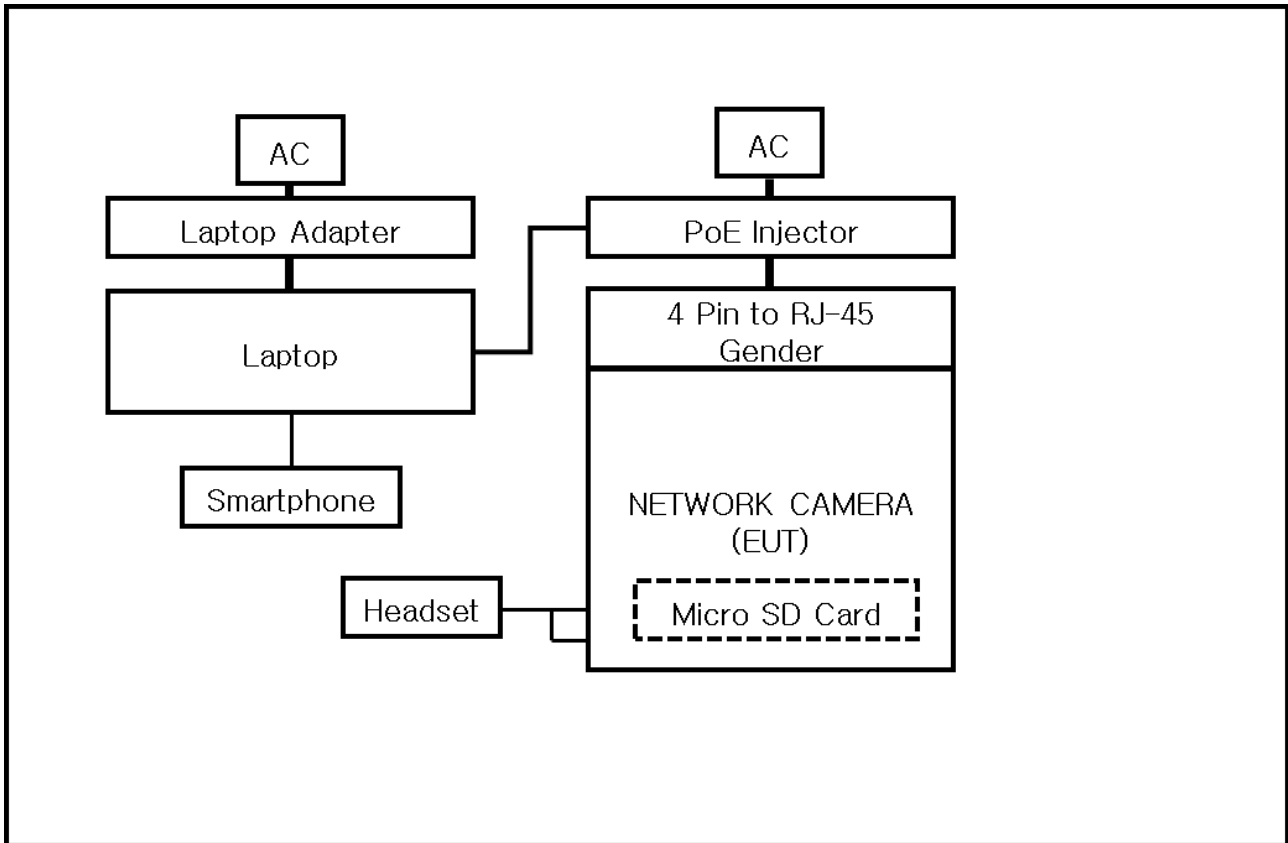 AC
Laptop Adapter
Laptop
Smartphone
Headset
AC
PoE Injector
4 Pin to RJ-45
Gender
NETWORK CAMERA
(EUT)
Micro SD Card